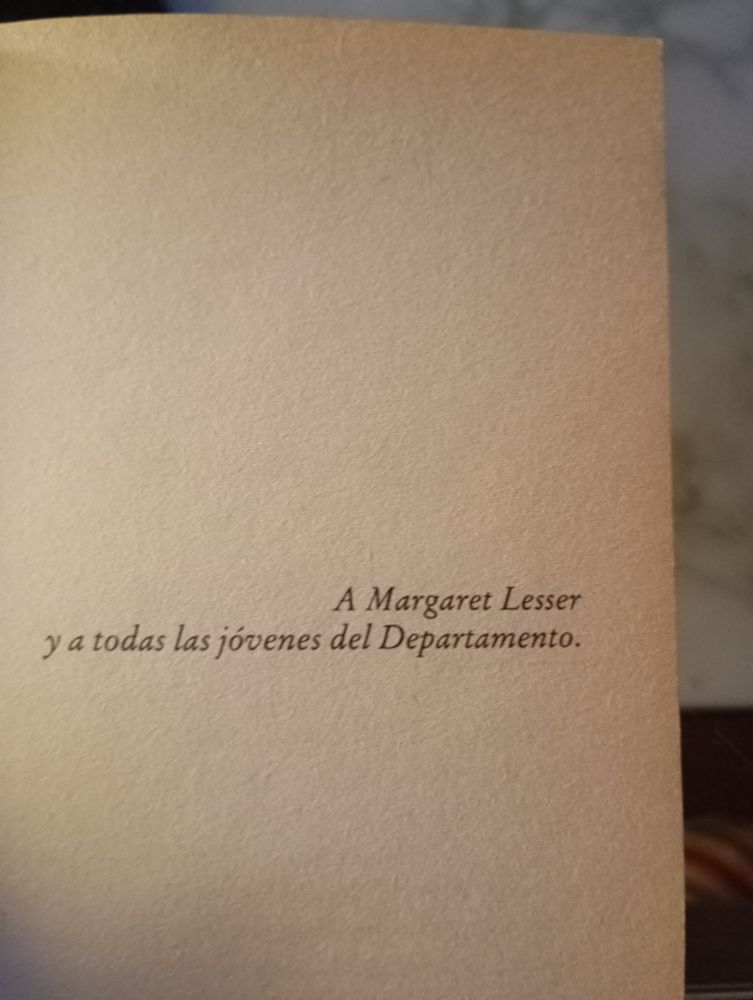 A Margaret Lesser
y a todas las jóvenes del Departamento.